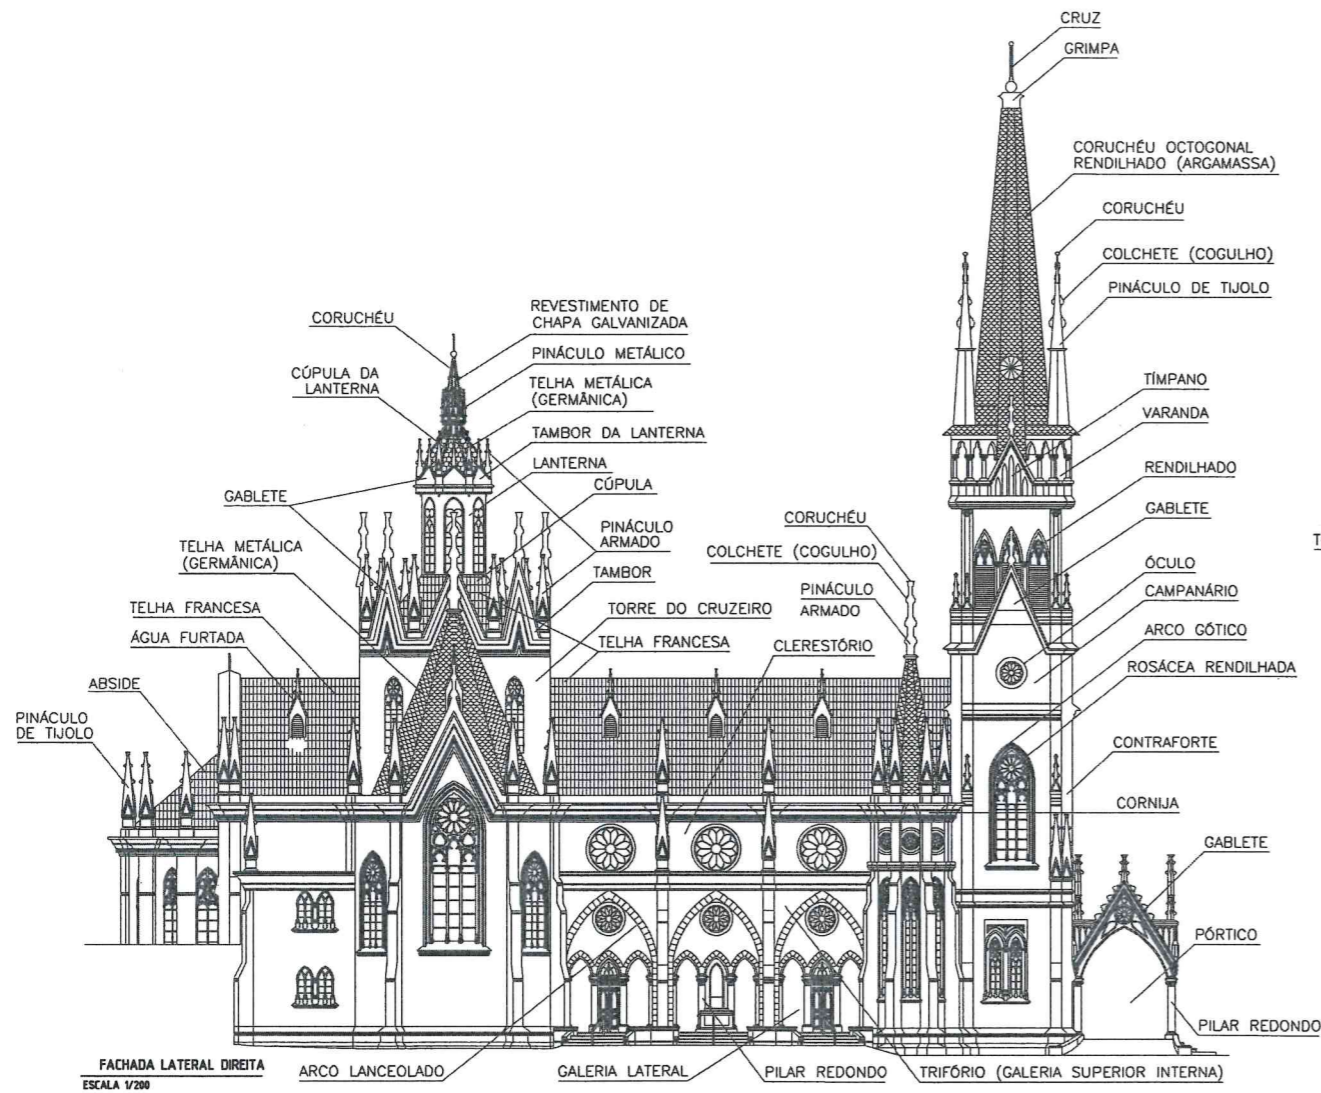 CRUZ
GRIMPA
CORUCHÉU OCTOGONAL
RENDILHADO (ARGAMASSA)
CORUCHÉU
COLCHETE (COGULHO)
PINÁCULO DE TIJOLO
TÍMPANO
VARANDA
RENDILHADO
GABLETE
ÓCULO
CAMPANÁRIO
ARCO GÓTICO
ROSÁCEA RENDILHADA
CONTRAFORTE
CORNIJA
GABLETE
PÓRTICO
PILAR REDONDO
T
CORUCHÉU
REVESTIMENTO DE
CHAPA GALVANIZADA
PINÁCULO METÁLICO
CÚPULA DA
LANTERNA
TELHA METÁLICA
(GERMÂNICA)
TAMBOR DA LANTERNA
LANTERNA
CÚPULA
GABLETE
PINÁCULO
ARMADO
TELHA METÁLICA
(GERMÂNICA)
TAMBOR
TORRE DO CRUZEIRO
TELHA FRANCESA
TELHA FRANCESA
ÁGUA FURTADA
ABSIDE
PINÁCULO
DE TIJOLO
CORUCHÉU
COLCHETE (COGULHO)
PINÁCULO
ARMADO
CLERESTÓRIO
FACHADA LATERAL DIREITA
ESCALA 1/200
ARCO LANCEOLADO
GALERIA LATERAL
PILAR REDONDO
TRIFÓRIO (GALERIA SUPERIOR INTERNA)